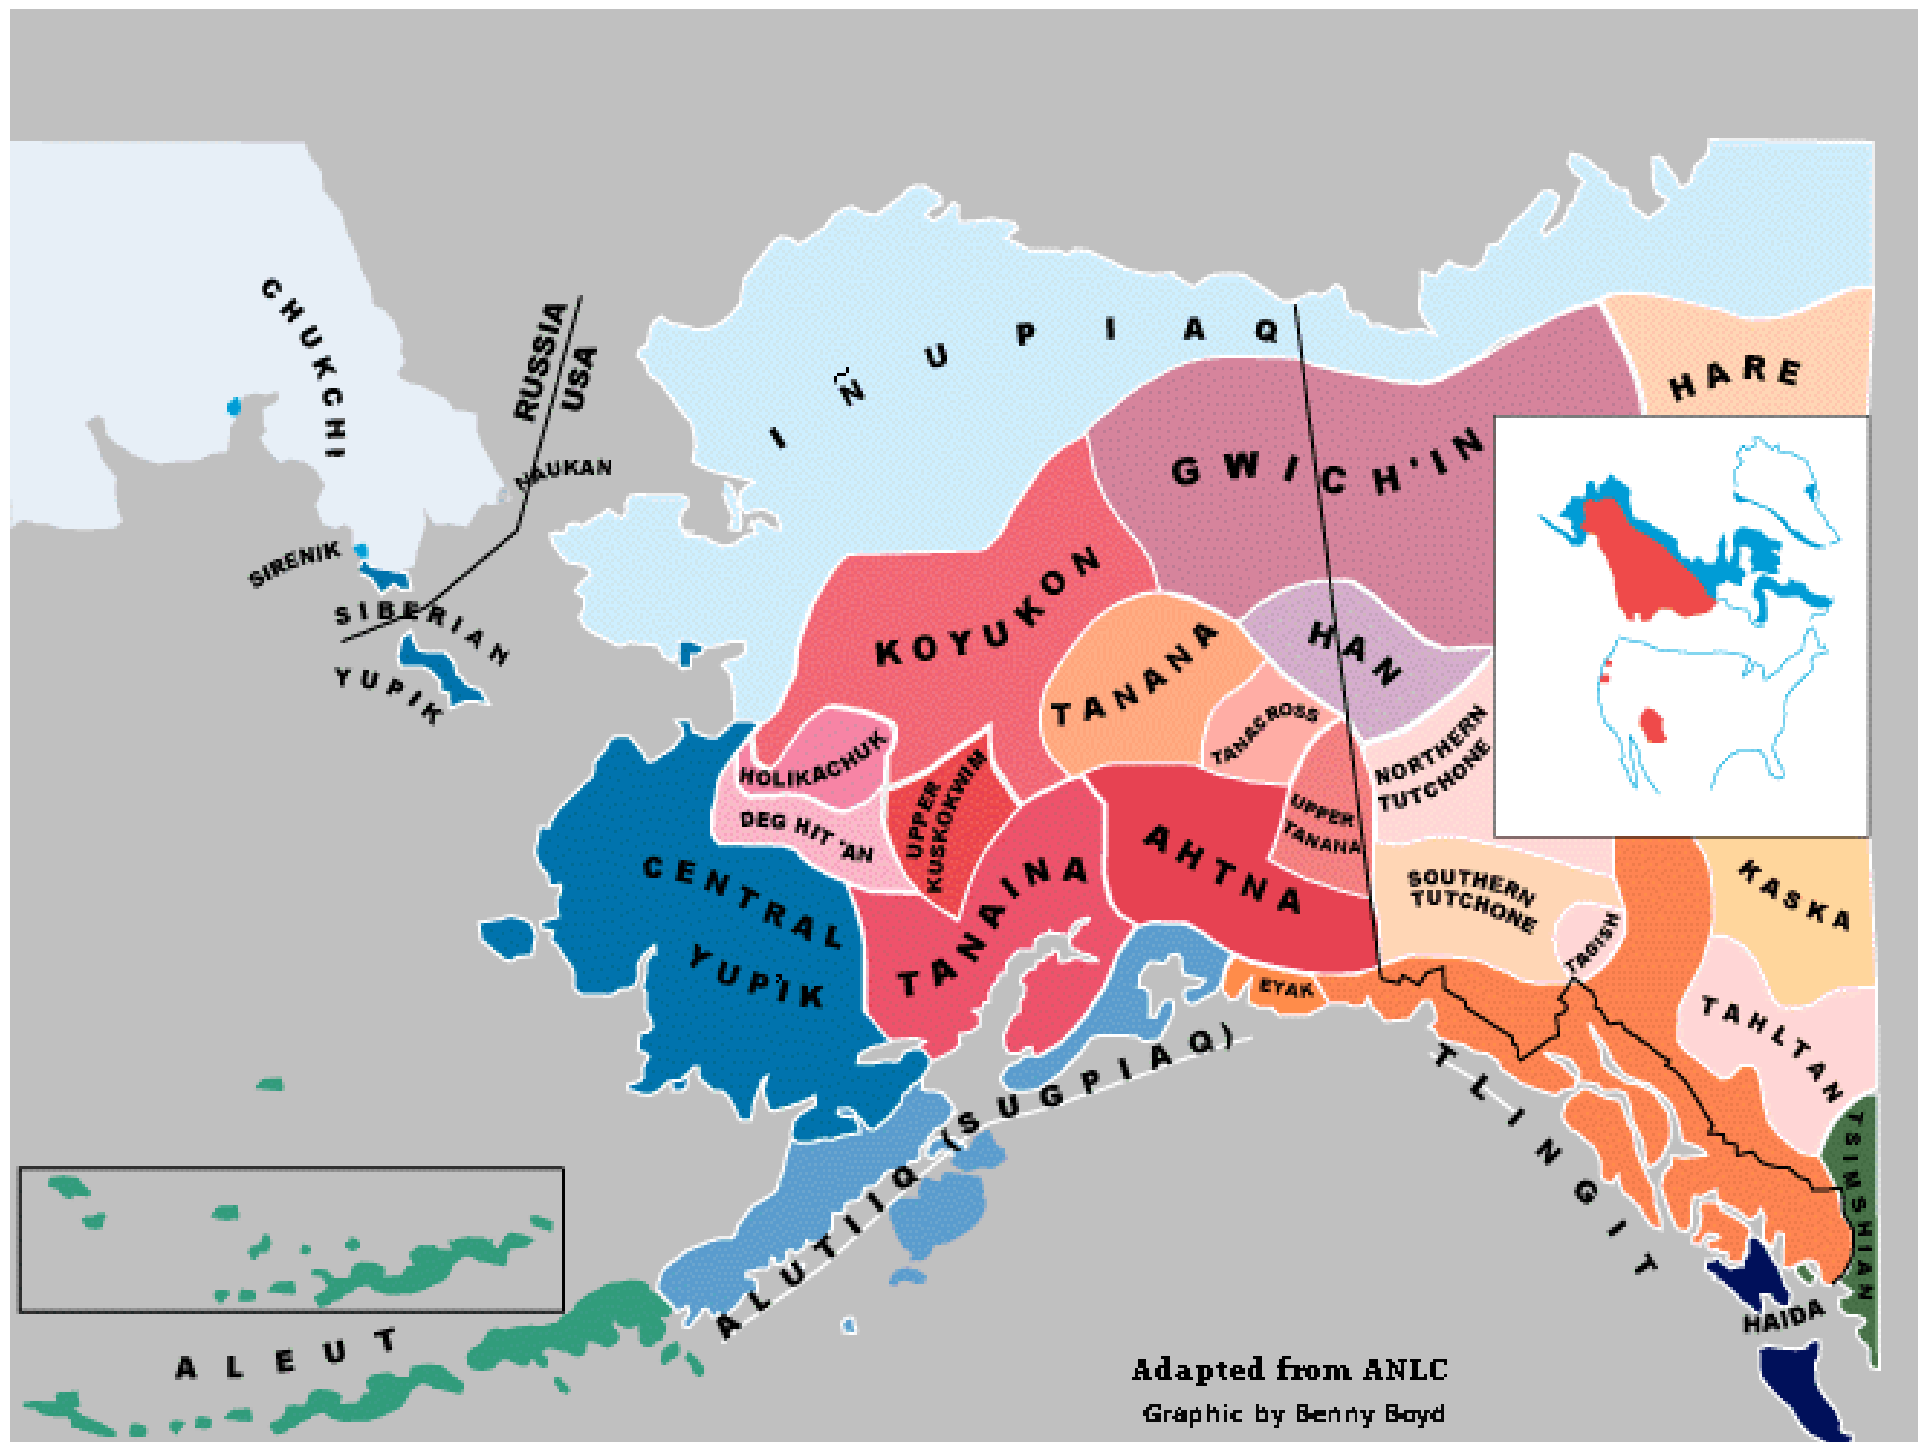 CHUKCHI
RUSSIA
USA
NAUKAN
SIRENIK
SIBERIAN
YUPIK
IÑUPIAQ
GWICH'IN
HARE
KOYUKON
HAN
TANANA
TANACROSS
HOLIKACHUK
DEG HIT'AN
UPPER
KUSKOKWIM
UPPER
TANANA
NORTHERN
TUTCHONE
CENTRAL
YUP'IK
TANAINA
AHTNA
SOUTHERN
TUTCHONE
TAGISH
KASKA
TAHLTAN
EYAK
TLINGIT
TSIMSHIAN
HAIDA
ALUTIIQ (SUGPIAQ)
ALEUT
Adapted from ANLC
Graphic by Benny Boyd